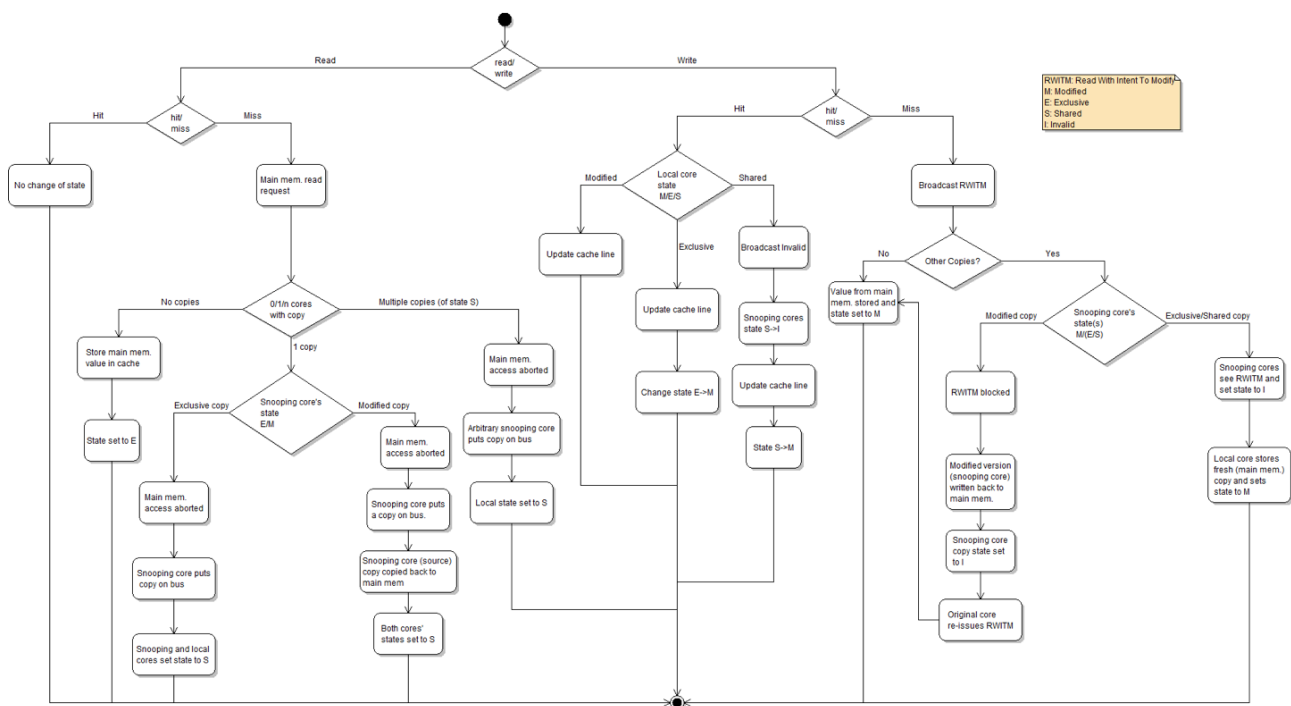 read/
write
Read
Write
RWITM: Read With Intent To Modify
M: Modified
E: Exclusive
S: Shared
I: Invalid
hit/
miss
Hit
Miss
hit/
miss
Hit
Miss
No change of state
Main mem. read
request
Local core
state
M/E/S
Modified
Shared
Exclusive
Broadcast RWITM
Update cache line
Broadcast Invalid
Other Copies?
No
Yes
0/1/n cores
with copy
No copies
Multiple copies (of state S)
1 copy
Update cache line
Snooping cores
state S->I
Value from main
mem. stored and
state set to M
Snooping core's
state(s)
M/(E/S)
Modified copy
Exclusive/Shared copy
Store main mem.
value in cache
Main mem.
access aborted
Change state E->M
Update cache line
RWITM blocked
Snooping cores
see RWITM and
set state to I
Snooping core's
state
E/M
Exclusive copy
Modified copy
State set to E
Main mem.
access aborted
Arbitrary snooping core
puts copy on bus
State S->M
Modified version
(snooping core)
written back to
main mem.
Local core stores
fresh (main mem.)
copy and sets
state to M
Main mem.
access aborted
Snooping core puts
a copy on bus.
Local state set to S
Snooping core
copy state set
to I
Snooping core puts
copy on bus
Snooping core (source)
copy copied back to
main mem
Original core
re-issues RWITM
Snooping and local
cores set state to S
Both cores'
states set to S